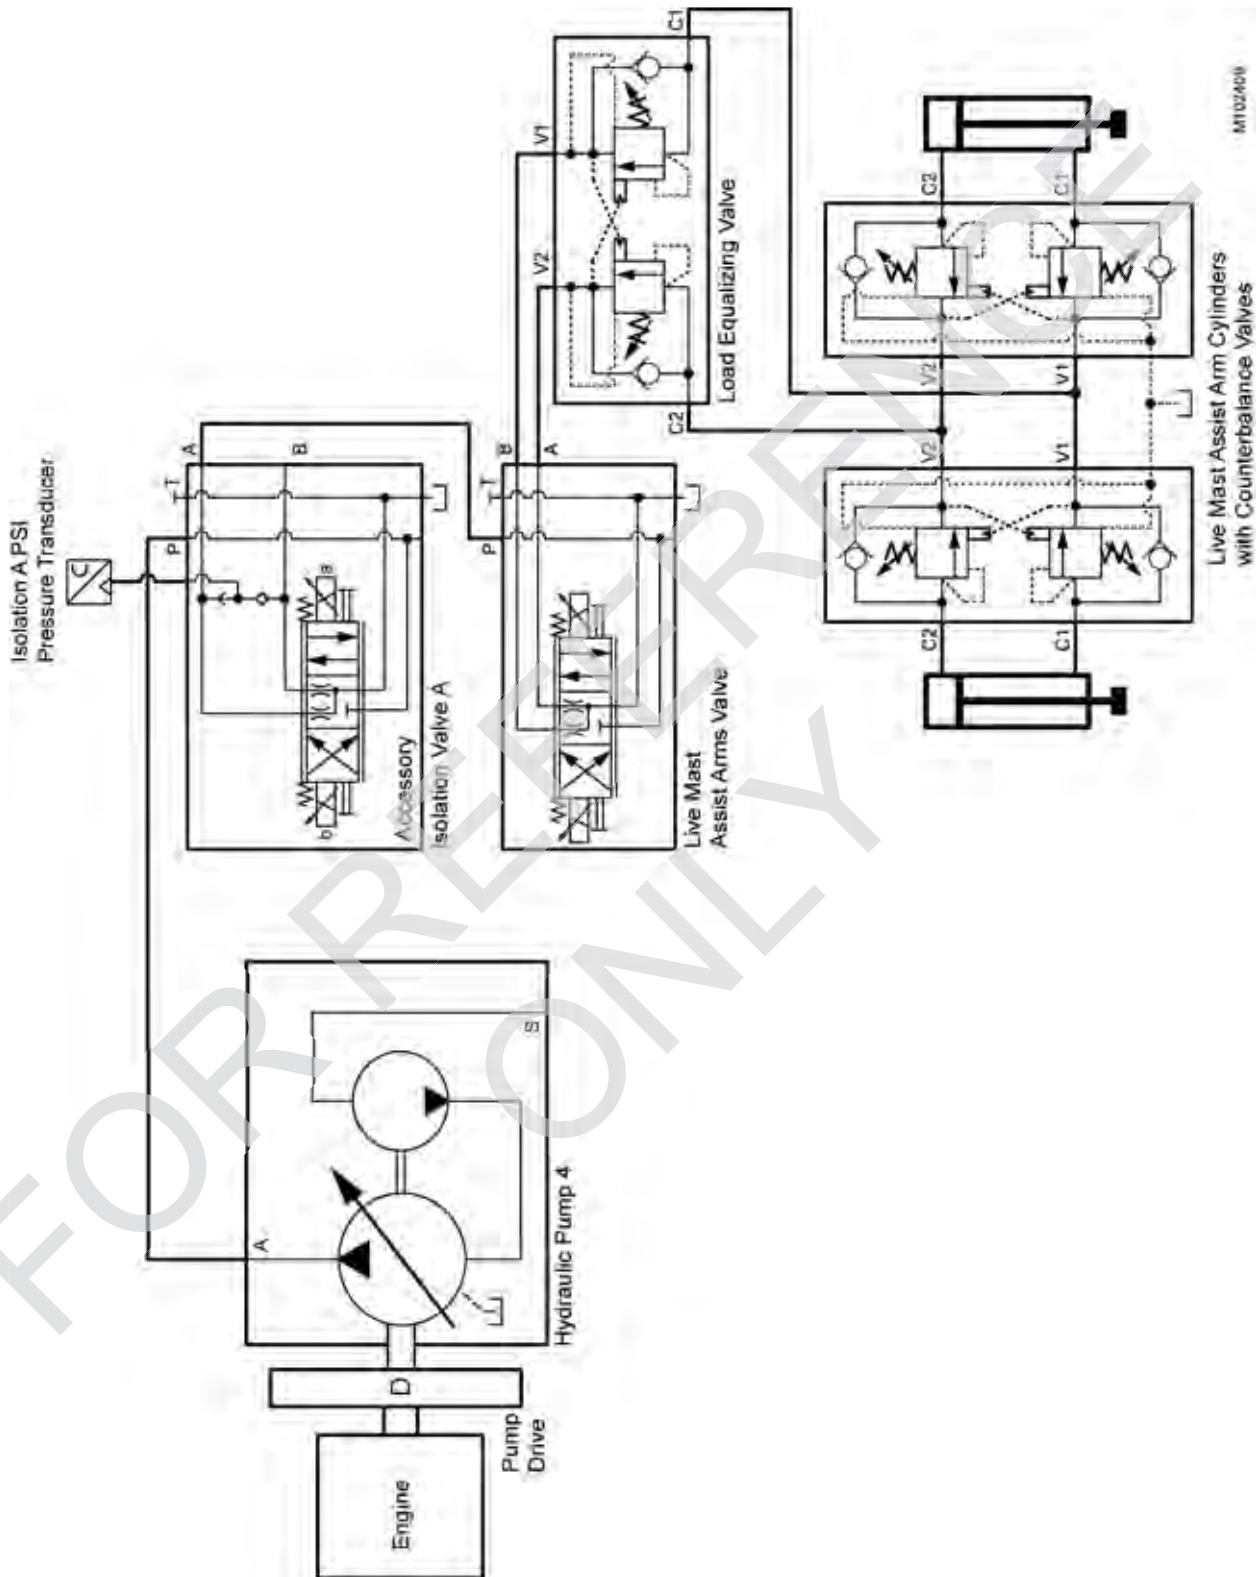 Isolation A PSI
Pressure Transducer
C
A
B
T
P
a
b
Accessory
Isolation Valve A
B
A
T
P
Live Mast
Assist Arms Valve
V1
V2
C1
C2
Load Equalizing Valve
C2
C1
V2
V1
V2
V1
C2
C1
Live Mast Assist Arm Cylinders
with Counterbalance Valves
M102409
A
S
Hydraulic Pump 4
D
Pump
Drive
Engine
FOR REFERENCE
ONLY